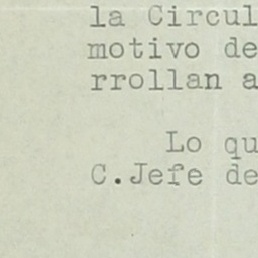 la Circul
motivo de
rrollan a
Lo qu
C.Jefe de